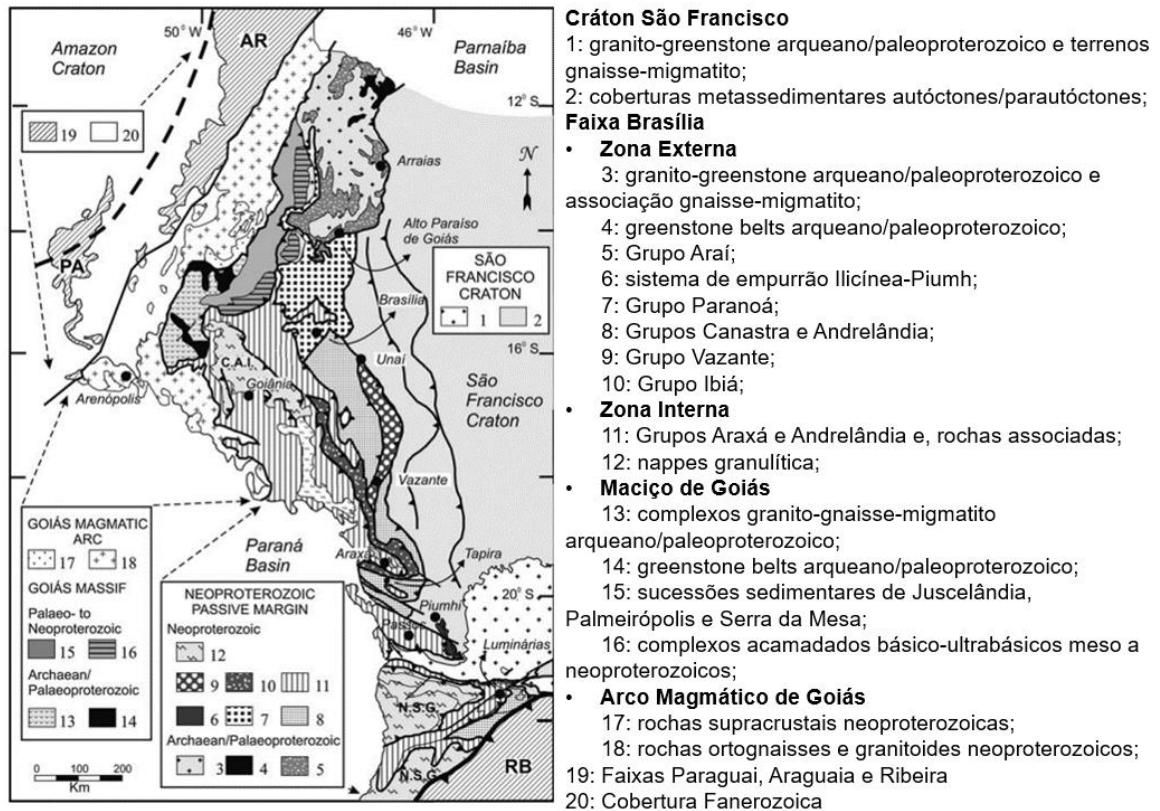 Amazon
Craton
50° W
AR
46° W
Parnaíba
Basin
12° S
19 20
N
Arraias
Alto Paraíso
de Goiás
SÃO
FRANCISCO
CRATON
1 2
PA
Brasília
16° S
C.A.I.
Unaí
Goiânia
Arenópolis
São
Francisco
Craton
Vazante
GOIÁS MAGMATIC
ARC
17 18
GOIÁS MASSIF
Palaeo- to
Neoproterozoic
15 16
Archaean/
Palaeoproterozoic
13 14
0 100 200
Km
Paraná
Basin
Araxá
Tapira
NEOPROTEROZOIC
PASSIVE MARGIN
Neoproterozoic
12
9 10 11
6 7 8
Archaean/Palaeoproterozoic
3 4 5
20° S
Piumhi
Luminárias
N.S.G.
N.S.G.
RB
Cráton São Francisco
1: granito-greenstone arqueano/paleoproterozoico e terrenos
gnaisse-migmatito;
2: coberturas metassedimentares autóctones/parautóctones;
Faixa Brasília
• Zona Externa
3: granito-greenstone arqueano/paleoproterozoico e
associação gnaisse-migmatito;
4: greenstone belts arqueano/paleoproterozoico;
5: Grupo Araí;
6: sistema de empurrão Ilicínea-Piumh;
7: Grupo Paranoá;
8: Grupos Canastra e Andrelândia;
9: Grupo Vazante;
10: Grupo Ibiá;
• Zona Interna
11: Grupos Araxá e Andrelândia e, rochas associadas;
12: nappes granulítica;
• Maciço de Goiás
13: complexos granito-gnaisse-migmatito
arqueano/paleoproterozoico;
14: greenstone belts arqueano/paleoproterozoico;
15: sucessões sedimentares de Juscelândia,
Palmeirópolis e Serra da Mesa;
16: complexos acamadados básico-ultrabásicos meso a
neoproterozoicos;
• Arco Magmático de Goiás
17: rochas supracrustais neoproterozoicas;
18: rochas ortognaisses e granitoides neoproterozoicos;
19: Faixas Paraguai, Araguaia e Ribeira
20: Cobertura Fanerozoica